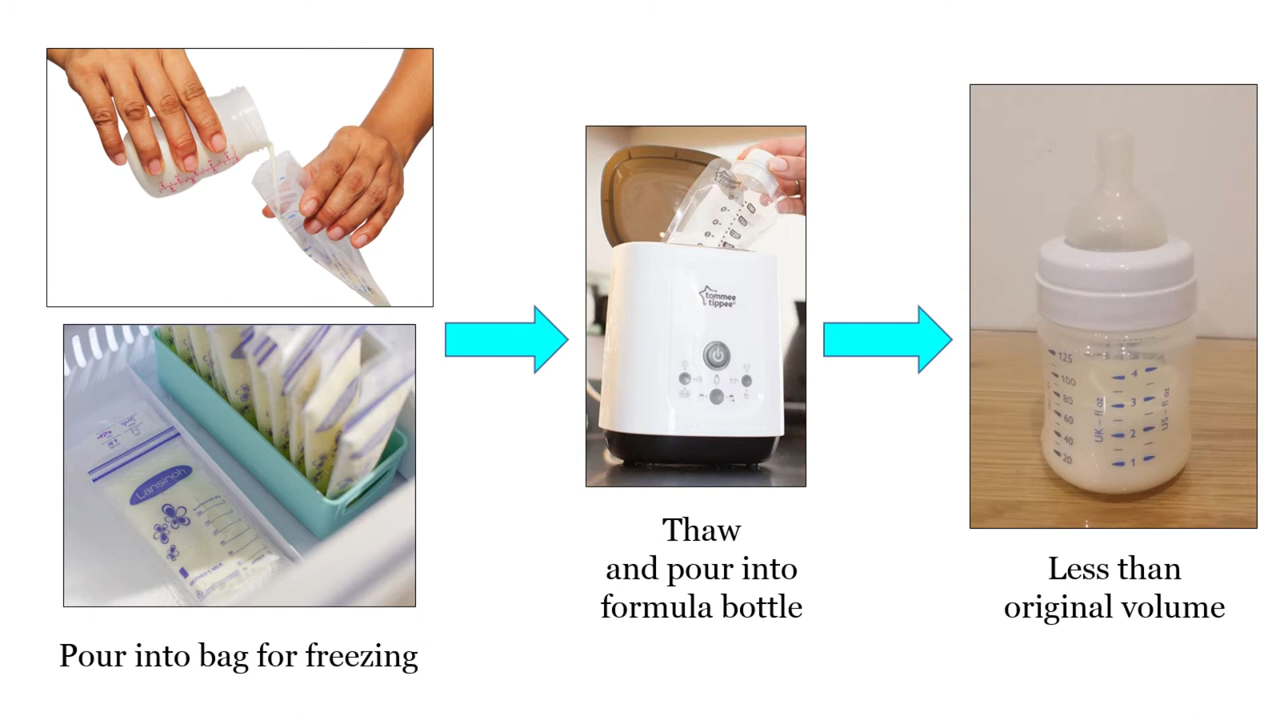 Lansinoh
Pour into bag for freezing
tommee
tippee
Thaw
and pour into
formula bottle
125
100
80
60
40
20
4
3
2
1
UK - fl oz
US - fl oz
Less than
original volume